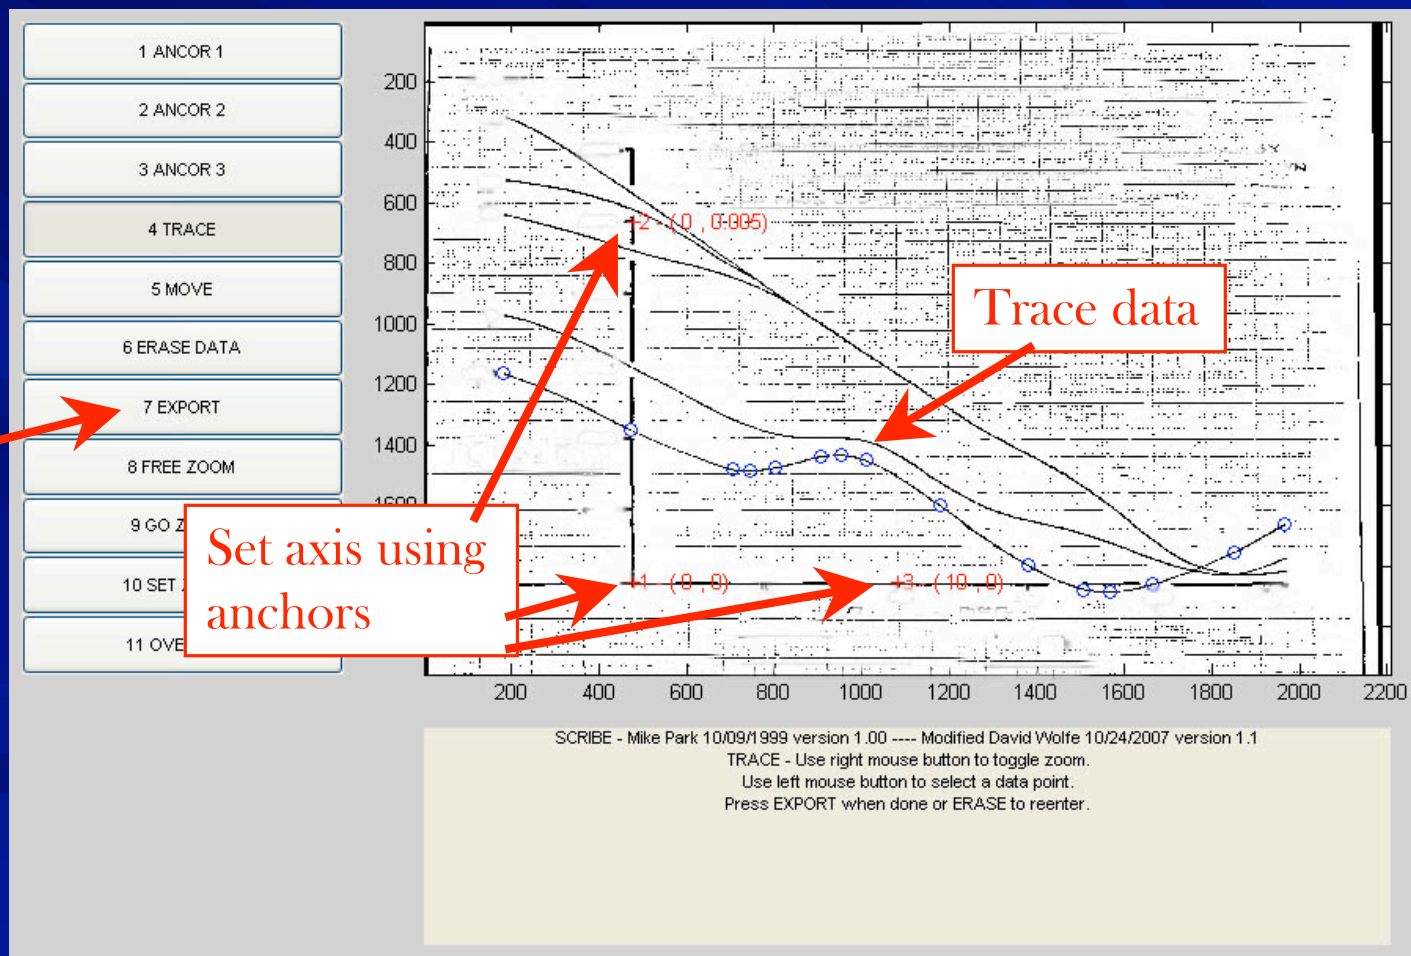 1 ANCOR 1
2 ANCOR 2
3 ANCOR 3
4 TRACE
5 MOVE
6 ERASE DATA
7 EXPORT
8 FREE ZOOM
9 GO Z
10 SET
11 OVE
200
400
600
800
1000
1200
1400
1600
+2 - ( 0 , 0.005)
Trace data
Set axis using
anchors
+1 - ( 0 , 0)
+3 - ( 10 , 0)
200 400 600 800 1000 1200 1400 1600 1800 2000 2200
SCRIBE - Mike Park 10/09/1999 version 1.00 ---- Modified David Wolfe 10/24/2007 version 1.1
TRACE - Use right mouse button to toggle zoom.
Use left mouse button to select a data point.
Press EXPORT when done or ERASE to reenter.